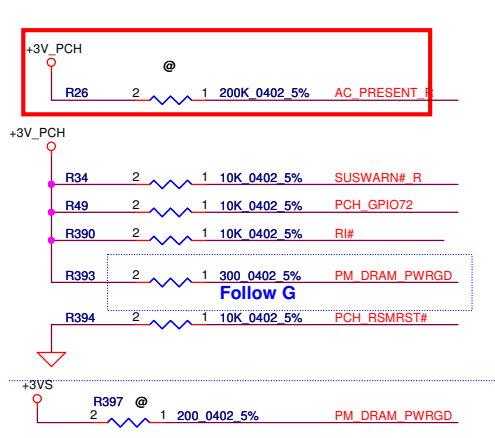 +3V_PCH
@
R26 2 1 200K_0402_5% AC_PRESENT_R
+3V_PCH
R34 2 1 10K_0402_5% SUSWARN#_R
R49 2 1 10K_0402_5% PCH_GPIO72
R390 2 1 10K_0402_5% RI#
R393 2 1 300_0402_5% PM_DRAM_PWRGD
Follow G
R394 2 1 10K_0402_5% PCH_RSMRST#
+3VS
R397 @
2 1 200_0402_5% PM_DRAM_PWRGD